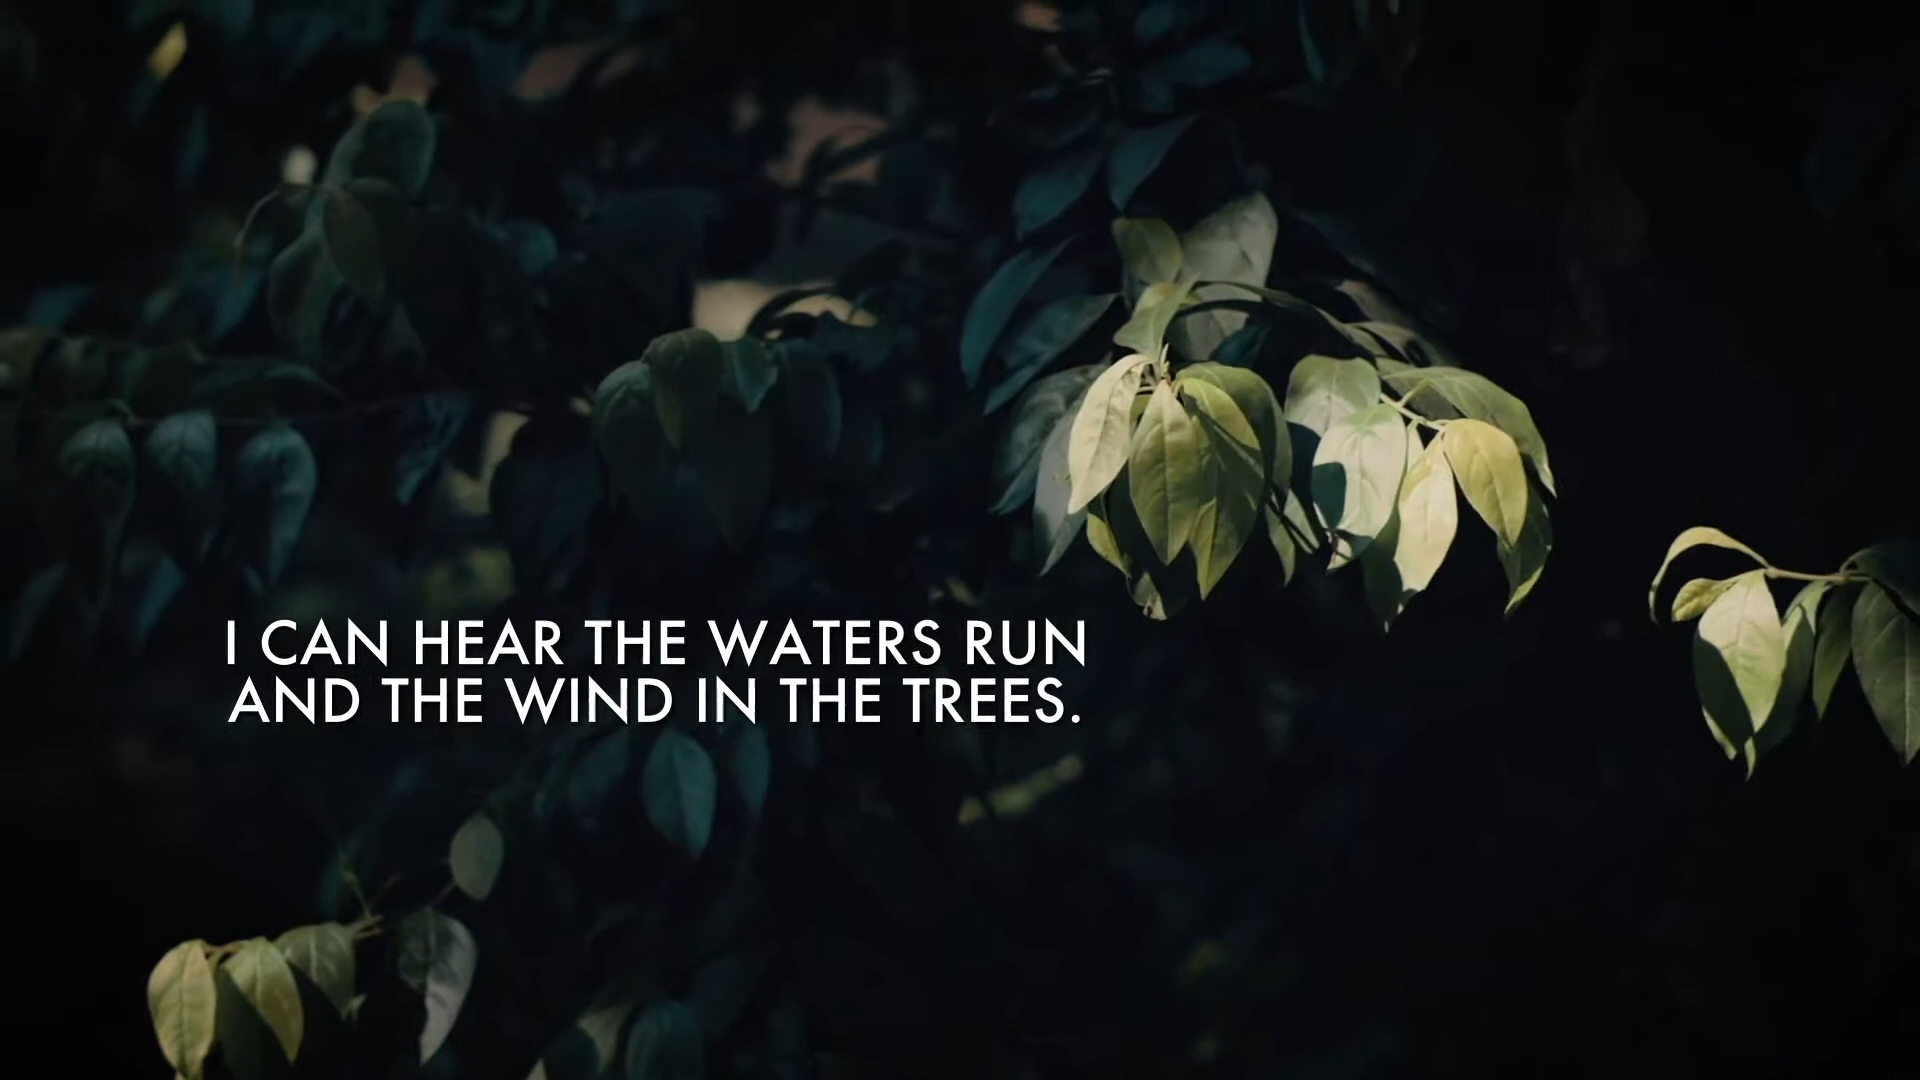 I CAN HEAR THE WATERS RUN
AND THE WIND IN THE TREES.